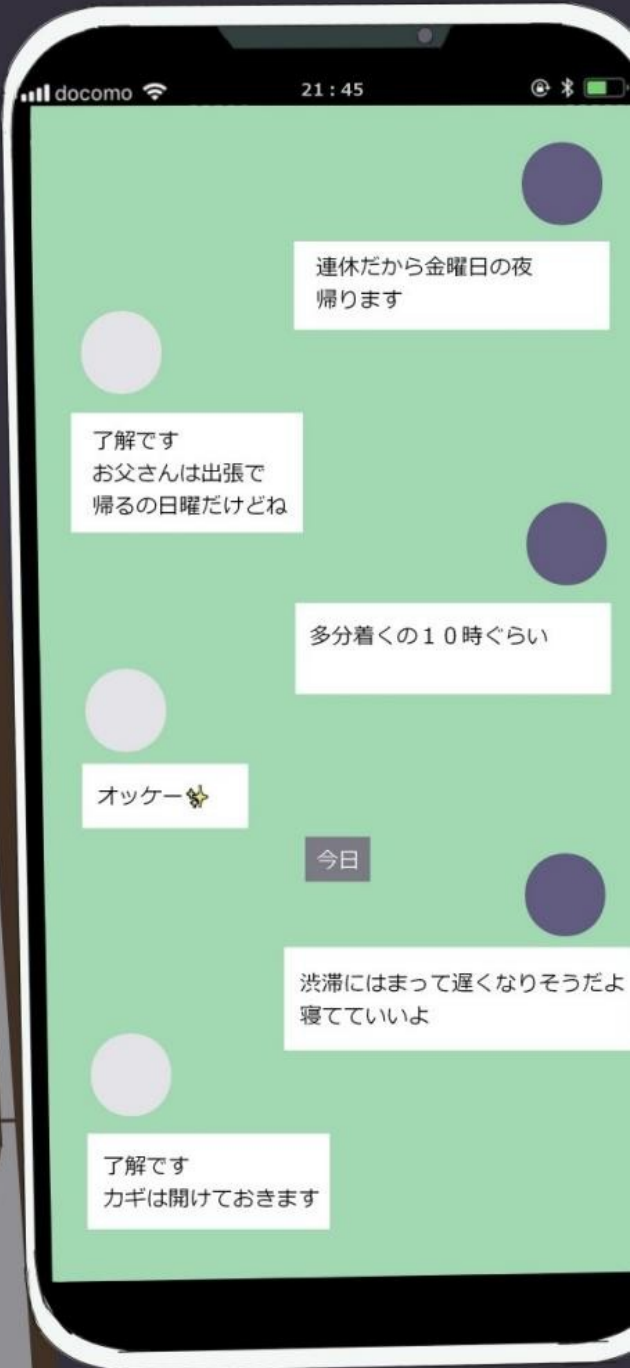 docomo 21:45
連休だから金曜日の夜
帰ります
了解です
お父さんは出張で
帰るの日曜だけどね
多分着くの10時ぐらい
オッケー✨
今日
渋滞にはまって遅くなりそうだよ
寝てていいよ
了解です
カギは開けておきます